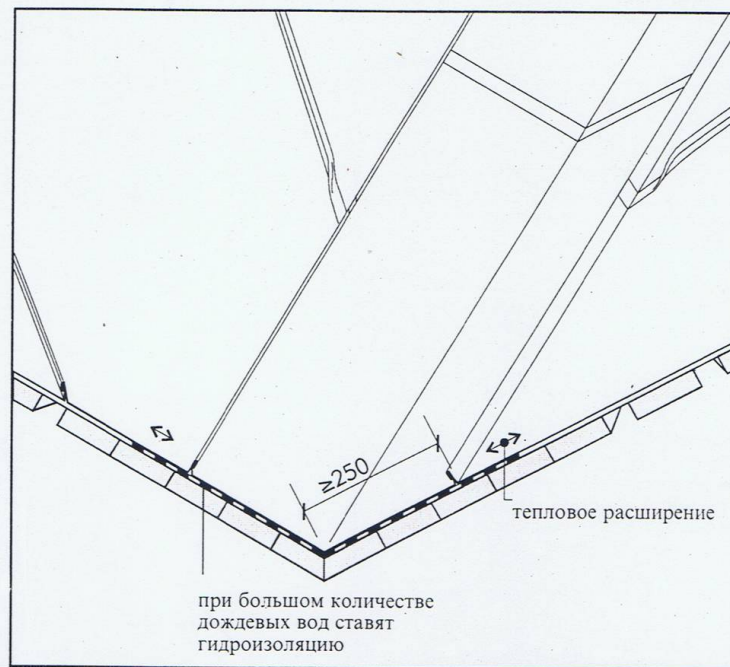 ≥250
тепловое расширение
при большом количестве
дождевых вод ставят
гидроизоляцию